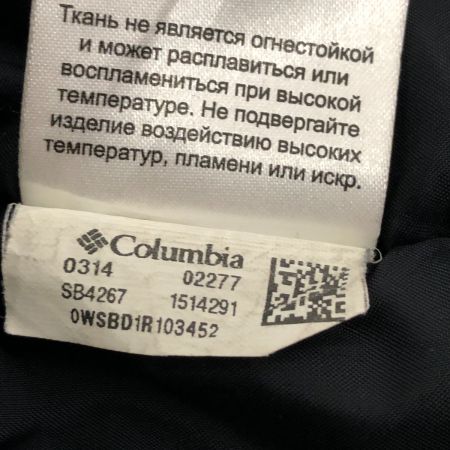 Ткань не является огнестойкой
и может расплавиться или
воспламениться при высокой
температуре. Не подвергайте
изделие воздействию высоких
температур, пламени или искр.
Columbia
0314 02277
SB4267 1514291
0WSBD1R103452